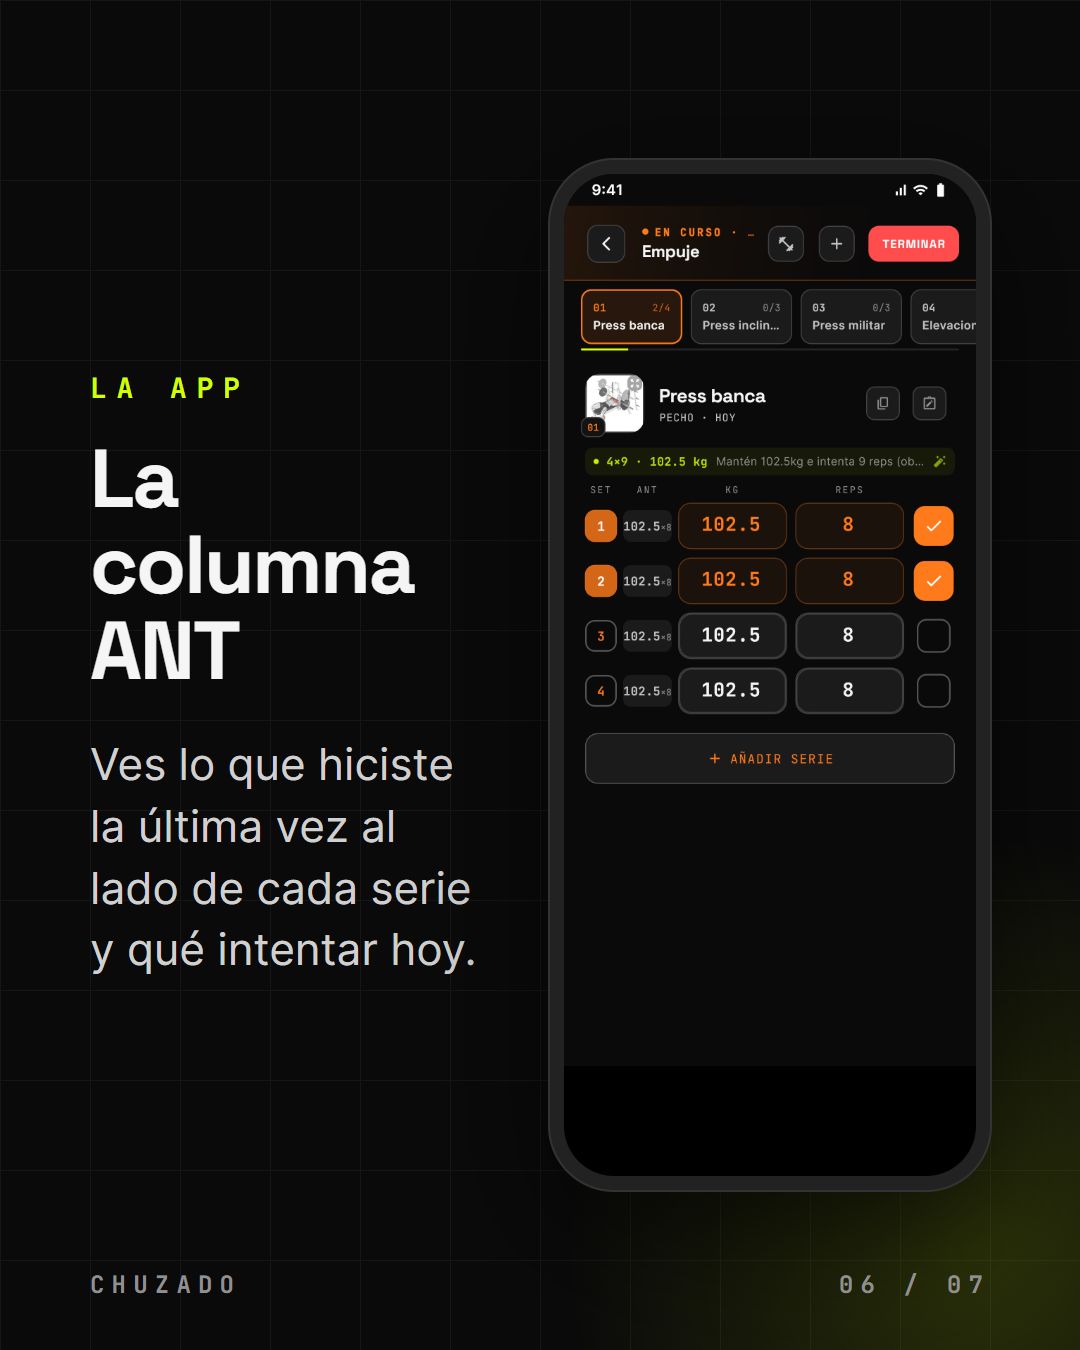 LA APP
La
columna
ANT
Ves lo que hiciste
la última vez al
lado de cada serie
y qué intentar hoy.
9:41
EN CURSO · …
Empuje
TERMINAR
01 2/4
Press banca
02 0/3
Press inclin...
03 0/3
Press militar
04
Elevacion
Press banca
PECHO · HOY
01
4×9 · 102.5 kg Mantén 102.5kg e intenta 9 reps (ob...
SET ANT KG REPS
1 102.5×8 102.5 8
2 102.5×8 102.5 8
3 102.5×8 102.5 8
4 102.5×8 102.5 8
+ AÑADIR SERIE
CHUZADO
06 / 07